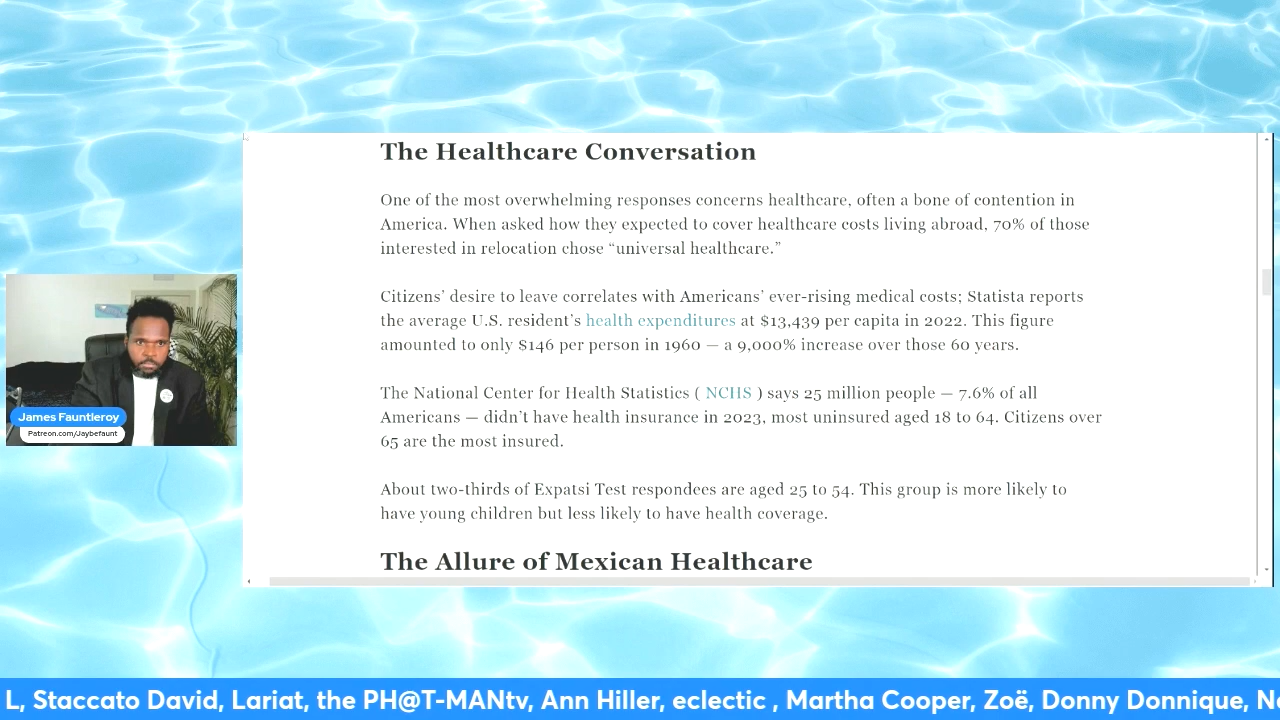 The Healthcare Conversation
One of the most overwhelming responses concerns healthcare, often a bone of contention in
America. When asked how they expected to cover healthcare costs living abroad, 70% of those
interested in relocation chose “universal healthcare.”
Citizens’ desire to leave correlates with Americans’ ever-rising medical costs; Statista reports
the average U.S. resident’s health expenditures at $13,439 per capita in 2022. This figure
amounted to only $146 per person in 1960 — a 9,000% increase over those 60 years.
The National Center for Health Statistics ( NCHS ) says 25 million people — 7.6% of all
Americans — didn’t have health insurance in 2023, most uninsured aged 18 to 64. Citizens over
65 are the most insured.
About two-thirds of Expatsi Test respondees are aged 25 to 54. This group is more likely to
have young children but less likely to have health coverage.
The Allure of Mexican Healthcare
James Fauntleroy
Patreon.com/Jaybefaunt
L, Staccato David, Lariat, the PH@T-MANtv, Ann Hiller, eclectic , Martha Cooper, Zoë, Donny Donnique,